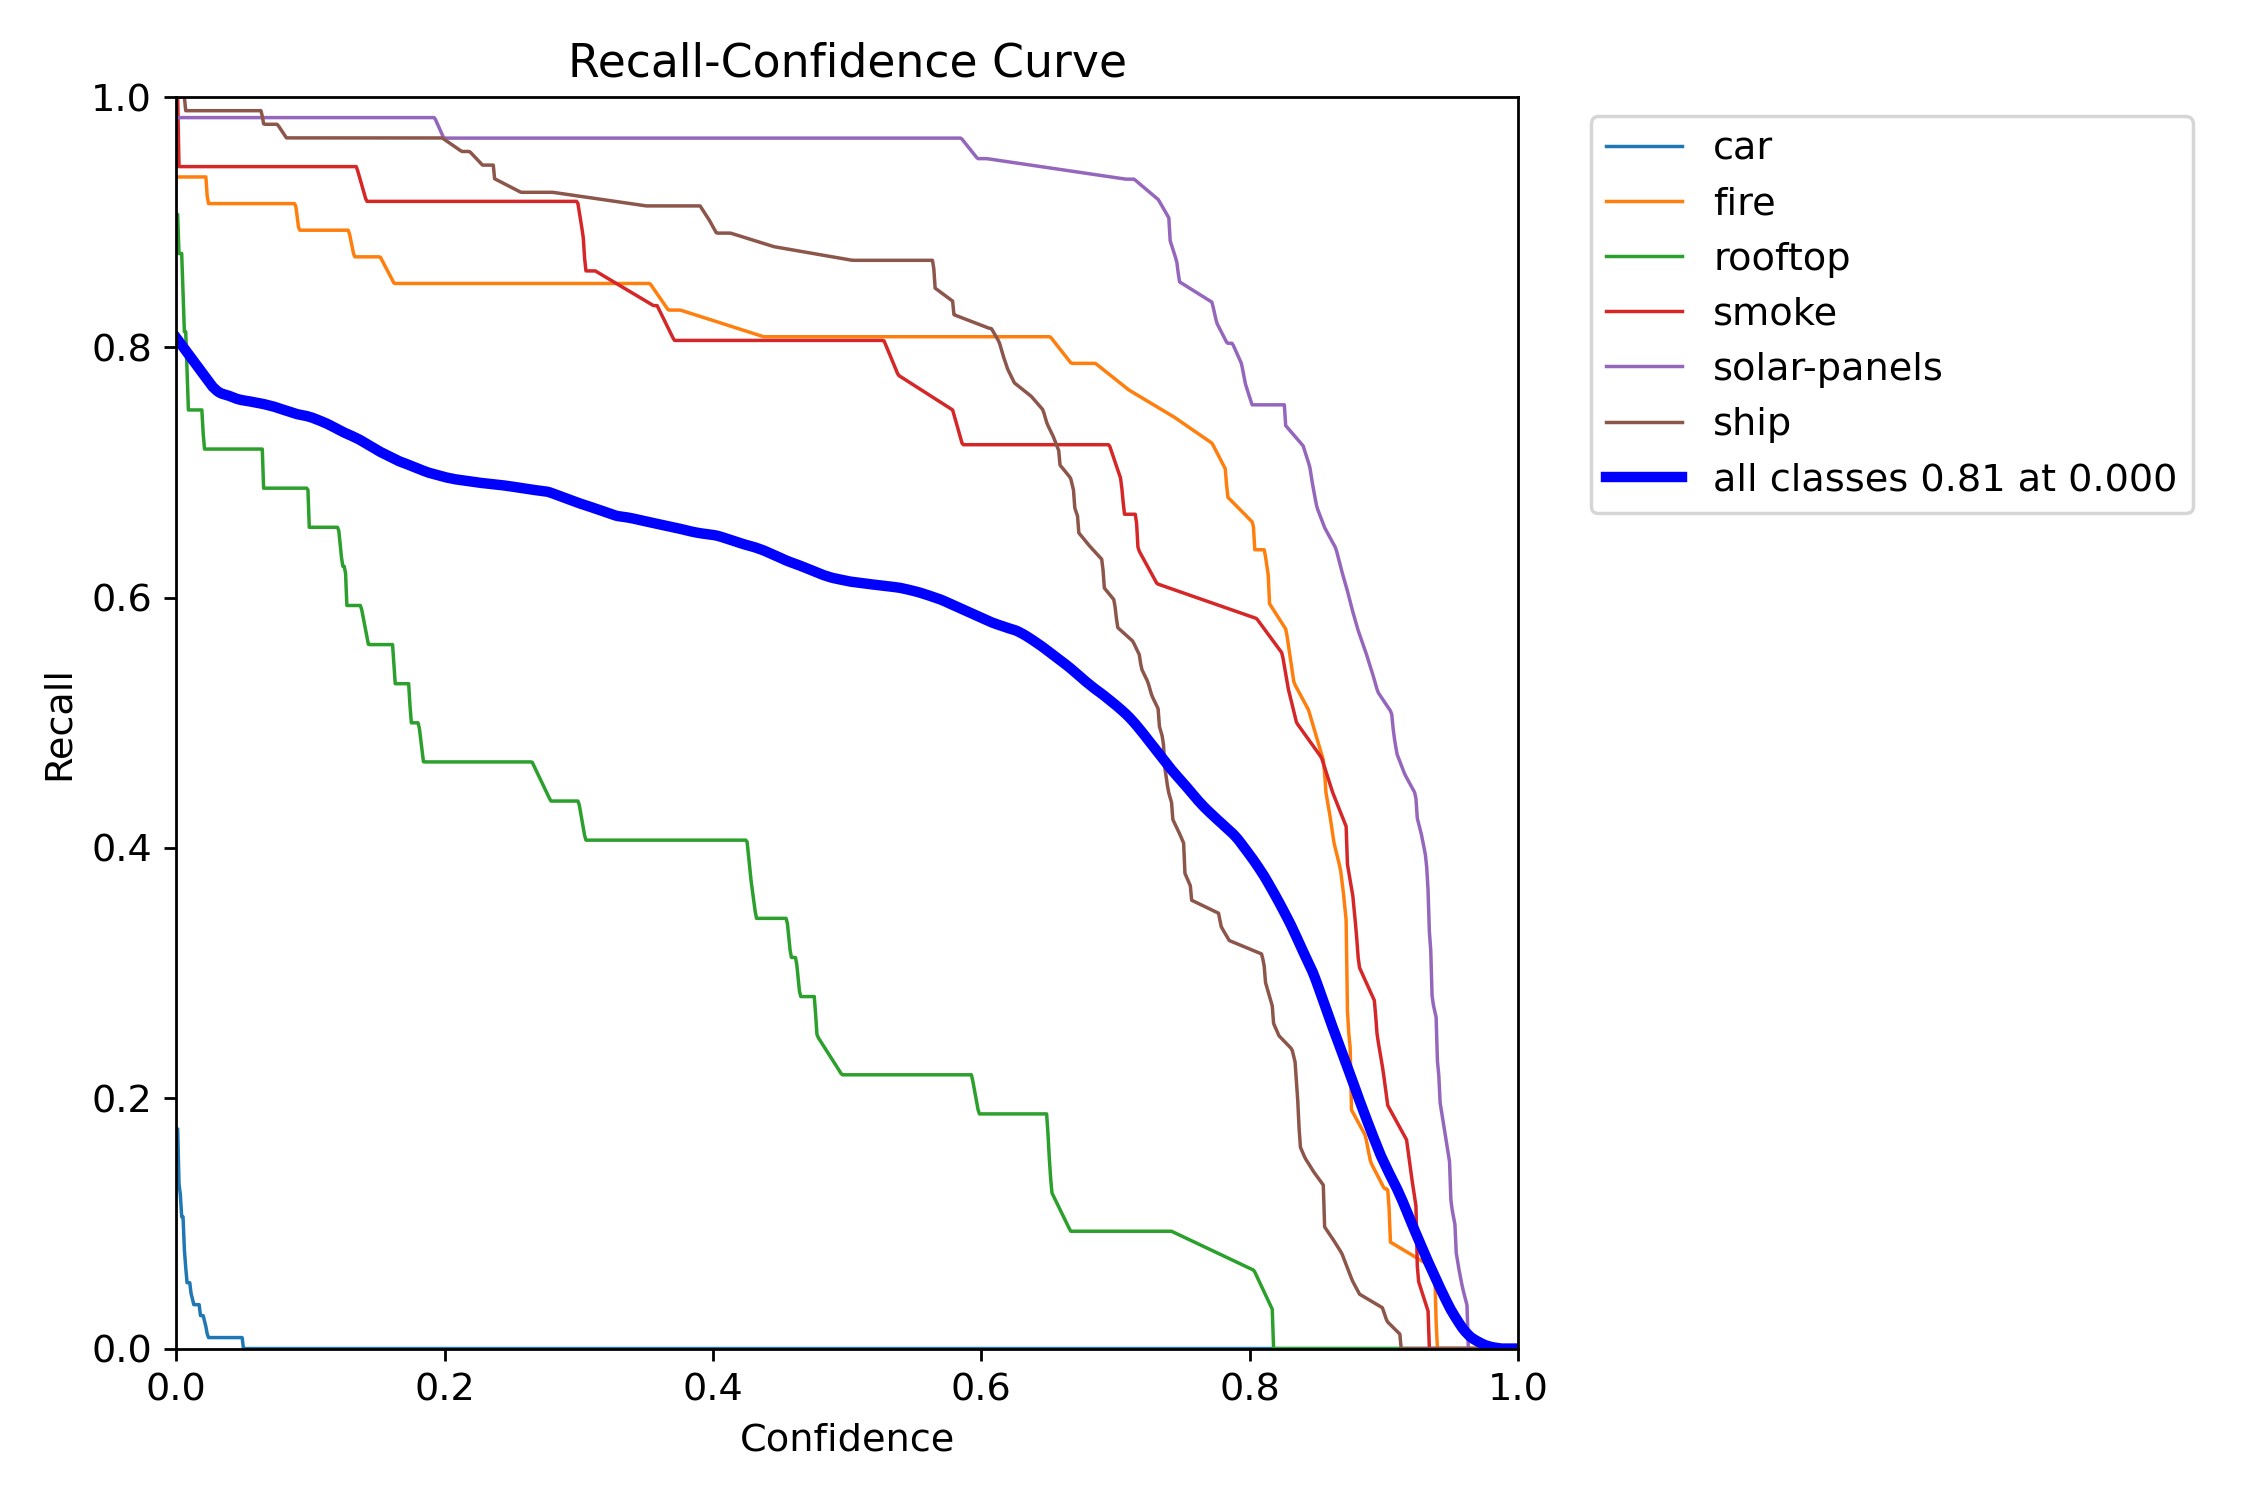 Recall-Confidence Curve
1.0
0.8
0.6
0.4
0.2
0.0
Recall
0.0 0.2 0.4 0.6 0.8 1.0
Confidence
car
fire
rooftop
smoke
solar-panels
ship
all classes 0.81 at 0.000